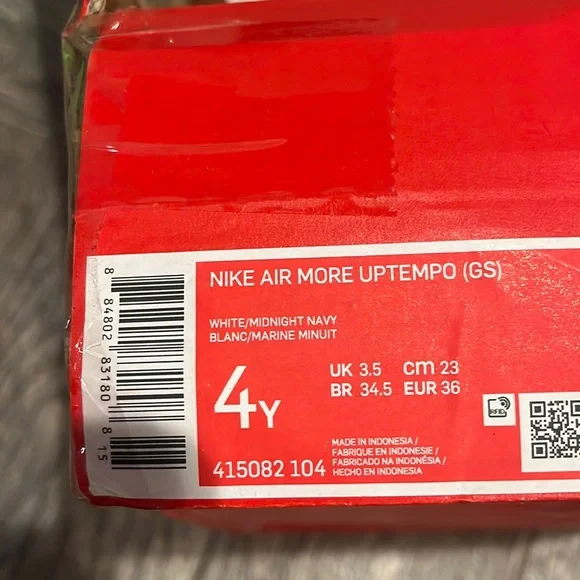 NIKE AIR MORE UPTEMPO (GS)
WHITE/MIDNIGHT NAVY
BLANC/MARINE MINUIT
4Y
UK 3.5 cm 23
BR 34.5 EUR 36
415082 104
MADE IN INDONESIA /
FABRIQUE EN INDONESIE /
FABRICADO NA INDONÉSIA /
HECHO EN INDONESIA
RFID
8 84802 83180 8 15